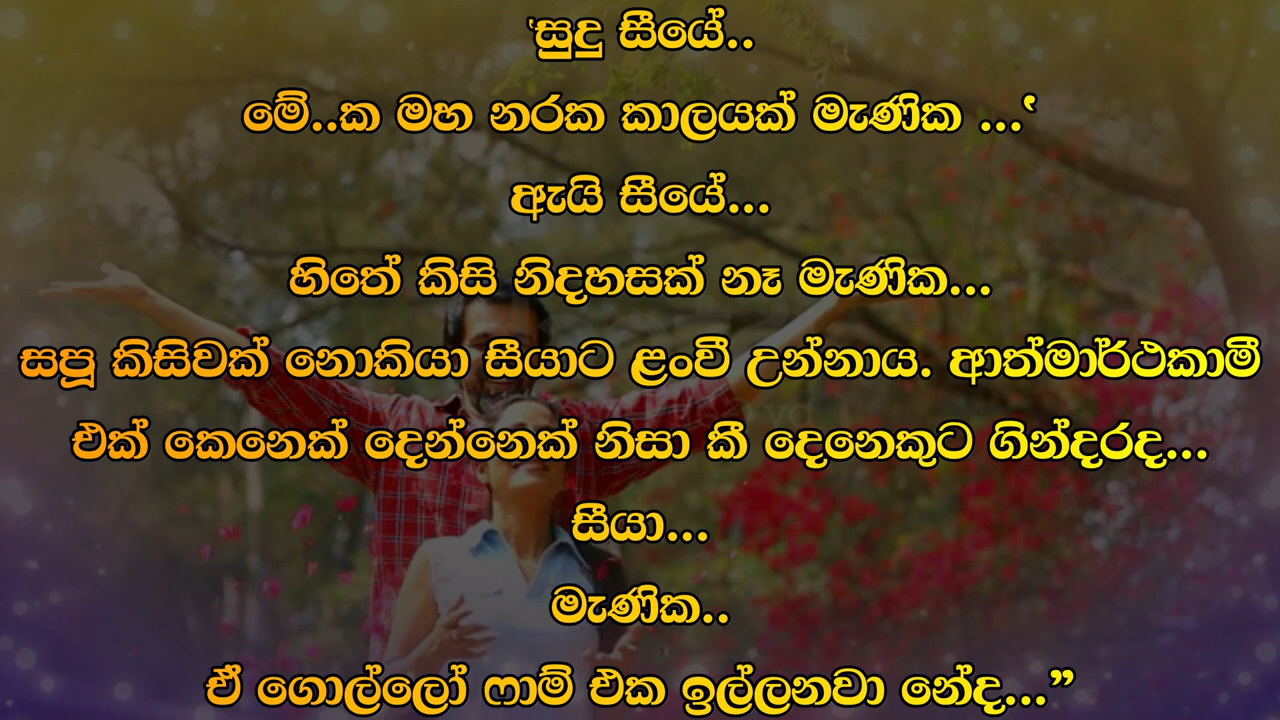 ‛සුදු සීයේ..
මේ..ක මහ නරක කාලයක් මැණික ...‛
ඇයි සීයේ...
හිතේ කිසි නිදහසක් නෑ මැණික...
සපූ කිසිවක් නොකියා සීයාට ළංවී උන්නාය. ආත්මාර්ථකාමී
එක් කෙනෙක් දෙන්නෙක් නිසා කී දෙනෙකුට ගින්දරද...
සීයා...
මැණික..
ඒ ගොල්ලෝ ෆාම් එක ඉල්ලනවා නේද...”